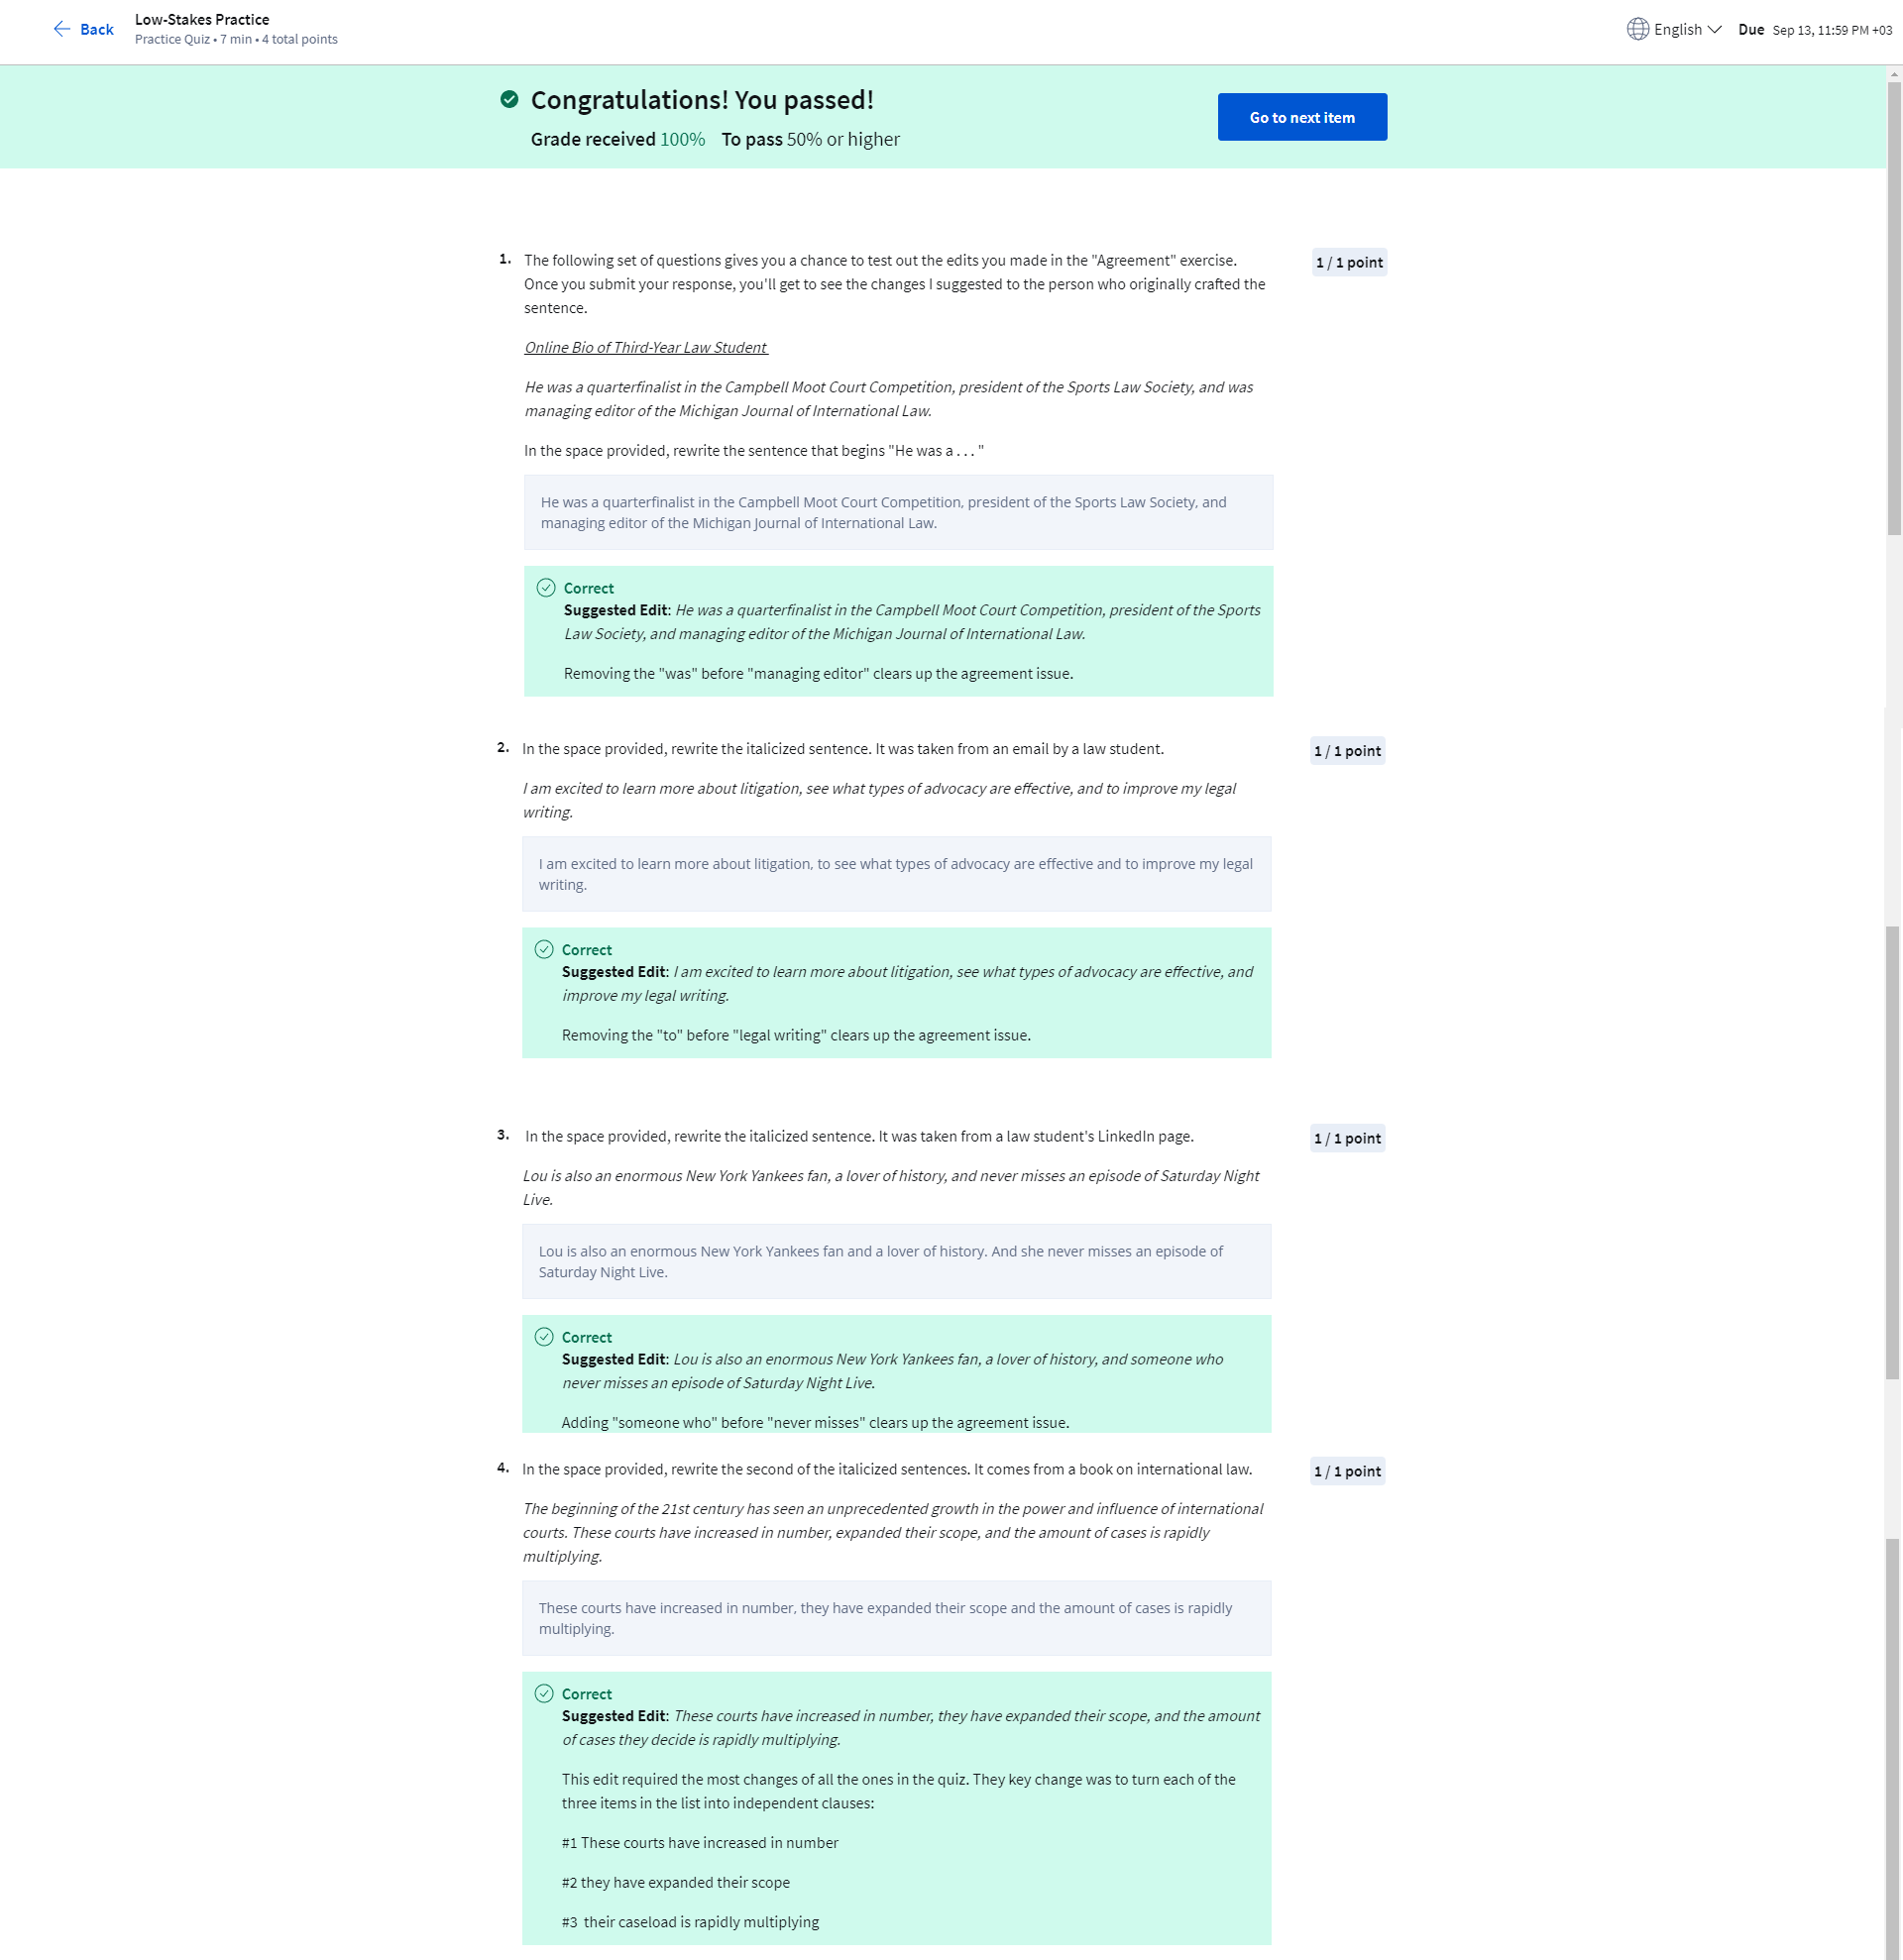 Back
Low-Stakes Practice
Practice Quiz • 7 min • 4 total points
English
Due Sep 13, 11:59 PM +03
Congratulations! You passed!
Grade received 100% To pass 50% or higher
Go to next item
1. The following set of questions gives you a chance to test out the edits you made in the "Agreement" exercise.
1 / 1 point
Once you submit your response, you'll get to see the changes I suggested to the person who originally crafted the
sentence.
Online Bio of Third-Year Law Student
He was a quarterfinalist in the Campbell Moot Court Competition, president of the Sports Law Society, and was
managing editor of the Michigan Journal of International Law.
In the space provided, rewrite the sentence that begins "He was a . . . "
He was a quarterfinalist in the Campbell Moot Court Competition, president of the Sports Law Society, and
managing editor of the Michigan Journal of International Law.
Correct
Suggested Edit: He was a quarterfinalist in the Campbell Moot Court Competition, president of the Sports
Law Society, and managing editor of the Michigan Journal of International Law.
Removing the "was" before "managing editor" clears up the agreement issue.
2. In the space provided, rewrite the italicized sentence. It was taken from an email by a law student.
1 / 1 point
I am excited to learn more about litigation, see what types of advocacy are effective, and to improve my legal
writing.
I am excited to learn more about litigation, to see what types of advocacy are effective and to improve my legal
writing.
Correct
Suggested Edit: I am excited to learn more about litigation, see what types of advocacy are effective, and
improve my legal writing.
Removing the "to" before "legal writing" clears up the agreement issue.
3. In the space provided, rewrite the italicized sentence. It was taken from a law student's LinkedIn page.
1 / 1 point
Lou is also an enormous New York Yankees fan, a lover of history, and never misses an episode of Saturday Night
Live.
Lou is also an enormous New York Yankees fan and a lover of history. And she never misses an episode of
Saturday Night Live.
Correct
Suggested Edit: Lou is also an enormous New York Yankees fan, a lover of history, and someone who
never misses an episode of Saturday Night Live.
Adding "someone who" before "never misses" clears up the agreement issue.
4. In the space provided, rewrite the second of the italicized sentences. It comes from a book on international law.
1 / 1 point
The beginning of the 21st century has seen an unprecedented growth in the power and influence of international
courts. These courts have increased in number, expanded their scope, and the amount of cases is rapidly
multiplying.
These courts have increased in number, they have expanded their scope and the amount of cases is rapidly
multiplying.
Correct
Suggested Edit: These courts have increased in number, they have expanded their scope, and the amount
of cases they decide is rapidly multiplying.
This edit required the most changes of all the ones in the quiz. They key change was to turn each of the
three items in the list into independent clauses:
#1 These courts have increased in number
#2 they have expanded their scope
#3 their caseload is rapidly multiplying